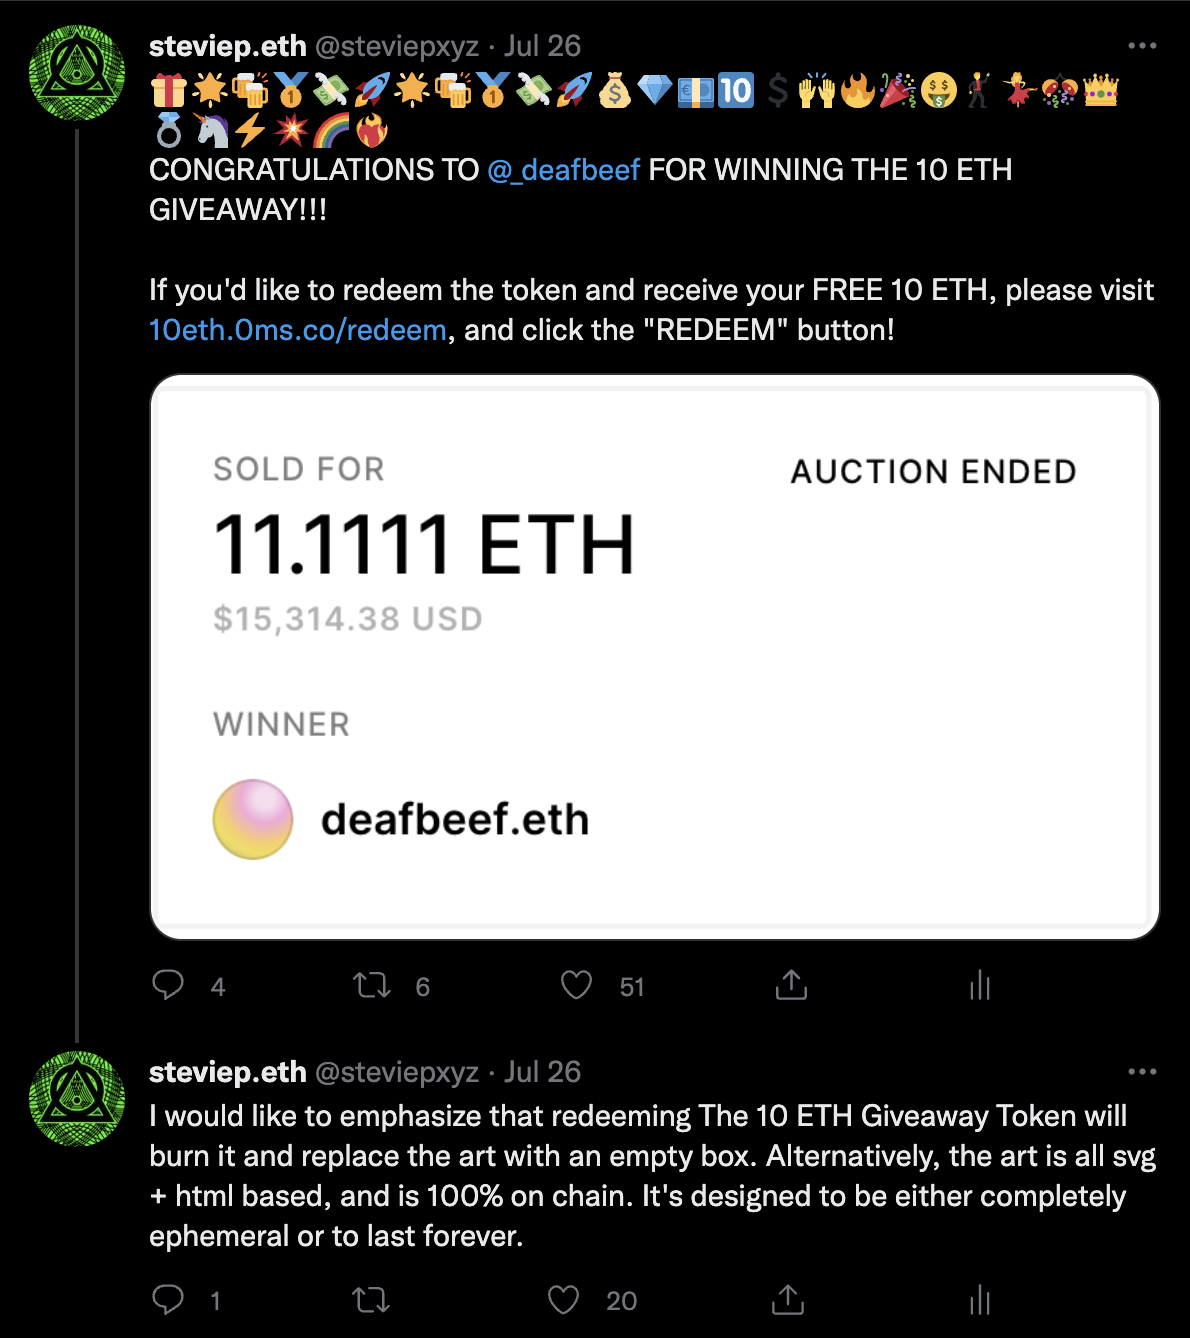 steviep.eth @steviepxyz · Jul 26
🎁🌟🍻🥇💸🚀🌟🍻🥇💸🚀💰💎💶🔟💲🙌🔥🎉🤑🕺💃🎊👑
💍🦄⚡💥🌈❤️‍🔥
CONGRATULATIONS TO @_deafbeef FOR WINNING THE 10 ETH
GIVEAWAY!!!
If you'd like to redeem the token and receive your FREE 10 ETH, please visit
10eth.0ms.co/redeem, and click the "REDEEM" button!
SOLD FOR
AUCTION ENDED
11.1111 ETH
$15,314.38 USD
WINNER
deafbeef.eth
4 6 51
steviep.eth @steviepxyz · Jul 26
I would like to emphasize that redeeming The 10 ETH Giveaway Token will
burn it and replace the art with an empty box. Alternatively, the art is all svg
+ html based, and is 100% on chain. It's designed to be either completely
ephemeral or to last forever.
1 20